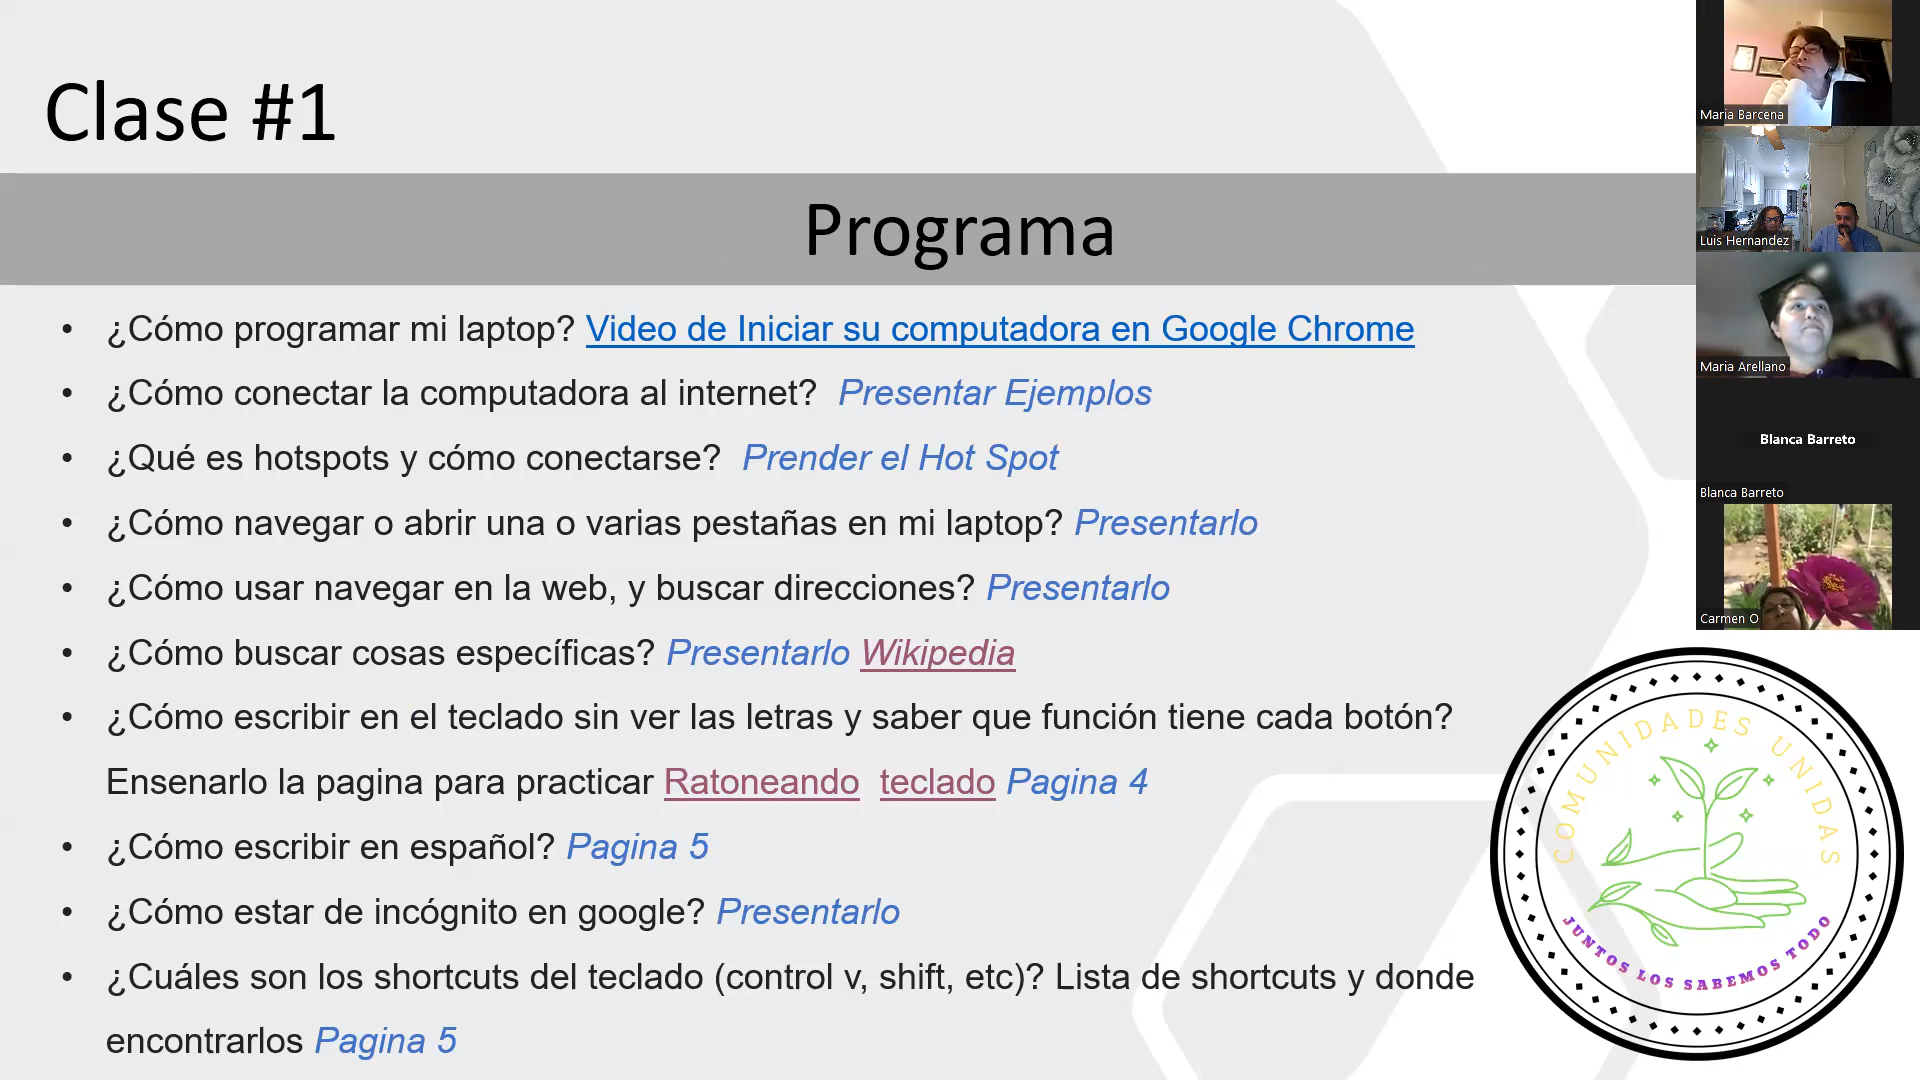 Clase #1
Programa
• ¿Cómo programar mi laptop? Video de Iniciar su computadora en Google Chrome
• ¿Cómo conectar la computadora al internet? Presentar Ejemplos
• ¿Qué es hotspots y cómo conectarse? Prender el Hot Spot
• ¿Cómo navegar o abrir una o varias pestañas en mi laptop? Presentarlo
• ¿Cómo usar navegar en la web, y buscar direcciones? Presentarlo
• ¿Cómo buscar cosas específicas? Presentarlo Wikipedia
• ¿Cómo escribir en el teclado sin ver las letras y saber que función tiene cada botón?
Ensenarlo la pagina para practicar Ratoneando teclado Pagina 4
• ¿Cómo escribir en español? Pagina 5
• ¿Cómo estar de incógnito en google? Presentarlo
• ¿Cuáles son los shortcuts del teclado (control v, shift, etc)? Lista de shortcuts y donde
encontrarlos Pagina 5
Maria Barcena
Luis Hernandez
Maria Arellano
Blanca Barreto
Blanca Barreto
Carmen O
COMUNIDADES UNIDAS
JUNTOS LOS SABEMOS TODO